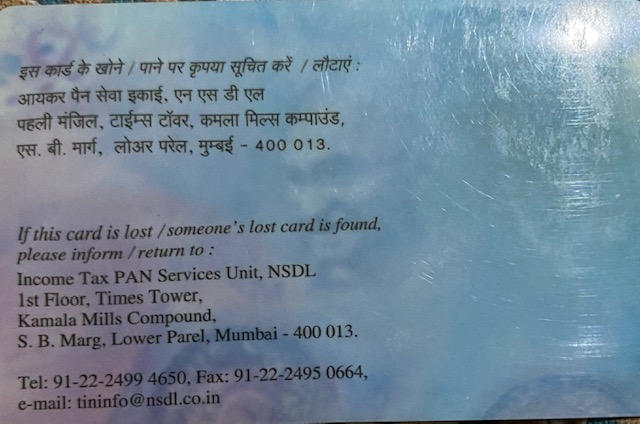 इस कार्ड के खोने / पाने पर कृपया सूचित करें / लौटाएं :
आयकर पैन सेवा इकाई, एन एस डी एल
पहली मंजिल, टाईम्स टॉवर, कमला मिल्स कम्पाउंड,
एस. बी. मार्ग, लोअर परेल, मुम्बई - 400 013.
If this card is lost / someone's lost card is found,
please inform / return to :
Income Tax PAN Services Unit, NSDL
1st Floor, Times Tower,
Kamala Mills Compound,
S. B. Marg, Lower Parel, Mumbai - 400 013.
Tel: 91-22-2499 4650, Fax: 91-22-2495 0664,
e-mail: tininfo@nsdl.co.in